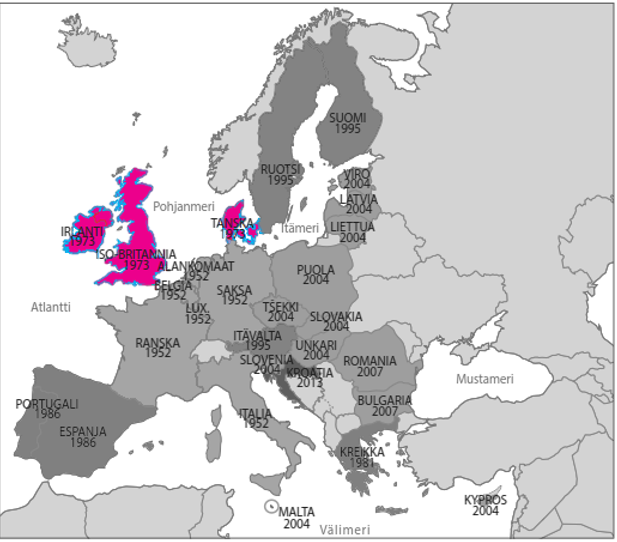 SUOMI
1995
RUOTSI
1995
VIRO
2004
LATVIA
2004
LIETTUA
2004
Pohjanmeri
TANSKA
1973
Itämeri
IRLANTI
1973
ISO-BRITANNIA
1973
ALANKOMAAT
1952
BELGIA
1952
LUX.
1952
SAKSA
1952
PUOLA
2004
TŠEKKI
2004
SLOVAKIA
2004
Atlantti
RANSKA
1952
ITÄVALTA
1995
UNKARI
2004
SLOVENIA
2004
KROATIA
2013
ROMANIA
2007
Mustameri
BULGARIA
2007
PORTUGALI
1986
ESPANJA
1986
ITALIA
1952
KREIKKA
1981
KYPROS
2004
MALTA
2004
Välimeri